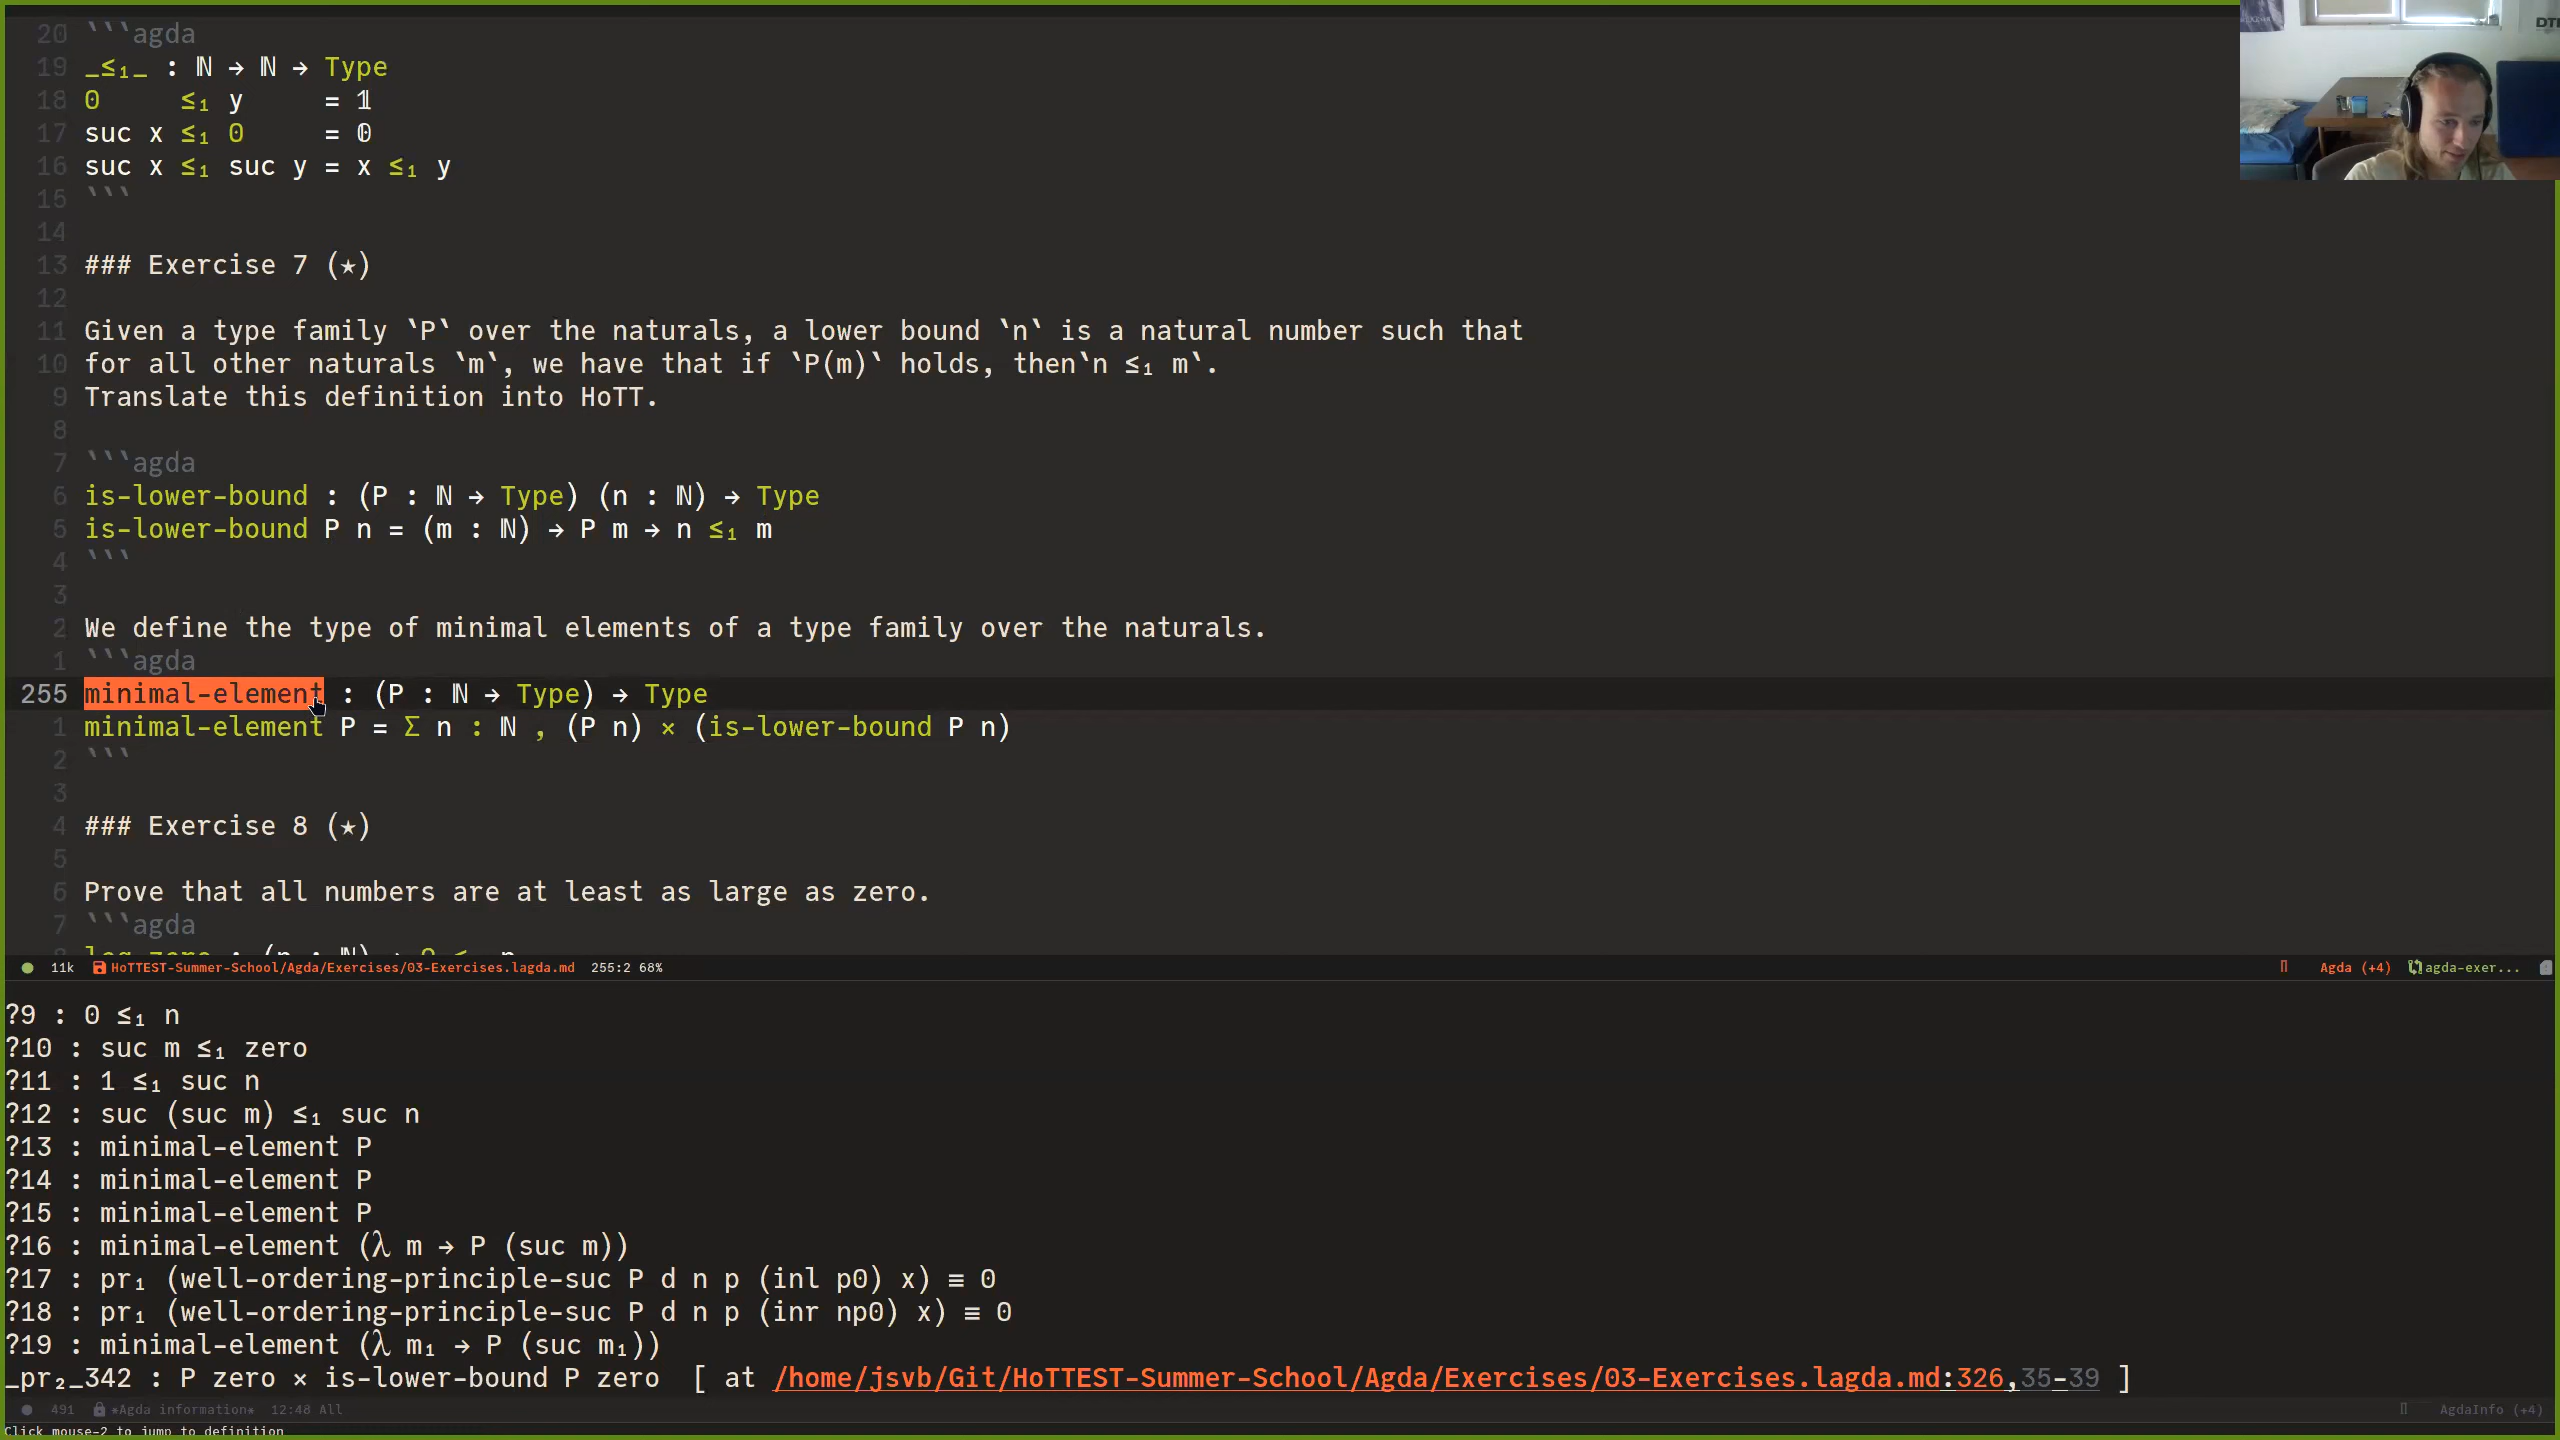 20 ```agda
19 _≤₁_ : ℕ → ℕ → Type
18 0     ≤₁ y     = 𝟙
17 suc x ≤₁ 0     = 𝟘
16 suc x ≤₁ suc y = x ≤₁ y
15 ```
14
13 ### Exercise 7 (★)
12
11 Given a type family `P` over the naturals, a lower bound `n` is a natural number such that
10 for all other naturals `m`, we have that if `P(m)` holds, then`n ≤₁ m`.
9 Translate this definition into HoTT.
8
7 ```agda
6 is-lower-bound : (P : ℕ → Type) (n : ℕ) → Type
5 is-lower-bound P n = (m : ℕ) → P m → n ≤₁ m
4 ```
3
2 We define the type of minimal elements of a type family over the naturals.
1 ```agda
255 minimal-element : (P : ℕ → Type) → Type
1 minimal-element P = Σ n ꞉ ℕ , (P n) × (is-lower-bound P n)
2 ```
3
4 ### Exercise 8 (★)
5
6 Prove that all numbers are at least as large as zero.
7 ```agda
11k HoTTEST-Summer-School/Agda/Exercises/03-Exercises.lagda.md 255:2 68% Agda (+4) agda-exer...
?9 : 0 ≤₁ n
?10 : suc m ≤₁ zero
?11 : 1 ≤₁ suc n
?12 : suc (suc m) ≤₁ suc n
?13 : minimal-element P
?14 : minimal-element P
?15 : minimal-element P
?16 : minimal-element (λ m → P (suc m))
?17 : pr₁ (well-ordering-principle-suc P d n p (inl p0) x) ≡ 0
?18 : pr₁ (well-ordering-principle-suc P d n p (inr np0) x) ≡ 0
?19 : minimal-element (λ m₁ → P (suc m₁))
_pr₂_342 : P zero × is-lower-bound P zero  [ at /home/jsvb/Git/HoTTEST-Summer-School/Agda/Exercises/03-Exercises.lagda.md:326,35-39 ]
491 *Agda information* 12:48 All AgdaInfo (+4)
Click mouse-2 to jump to definition